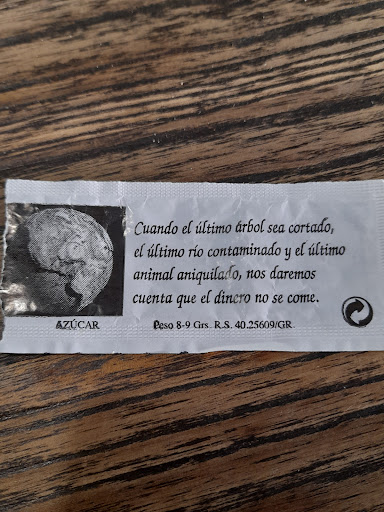 Cuando el último árbol sea cortado,
el último río contaminado y el último
animal aniquilado, nos daremos
cuenta que el dinero no se come.
AZÚCAR
Peso 8-9 Grs. R.S. 40.25609/GR.